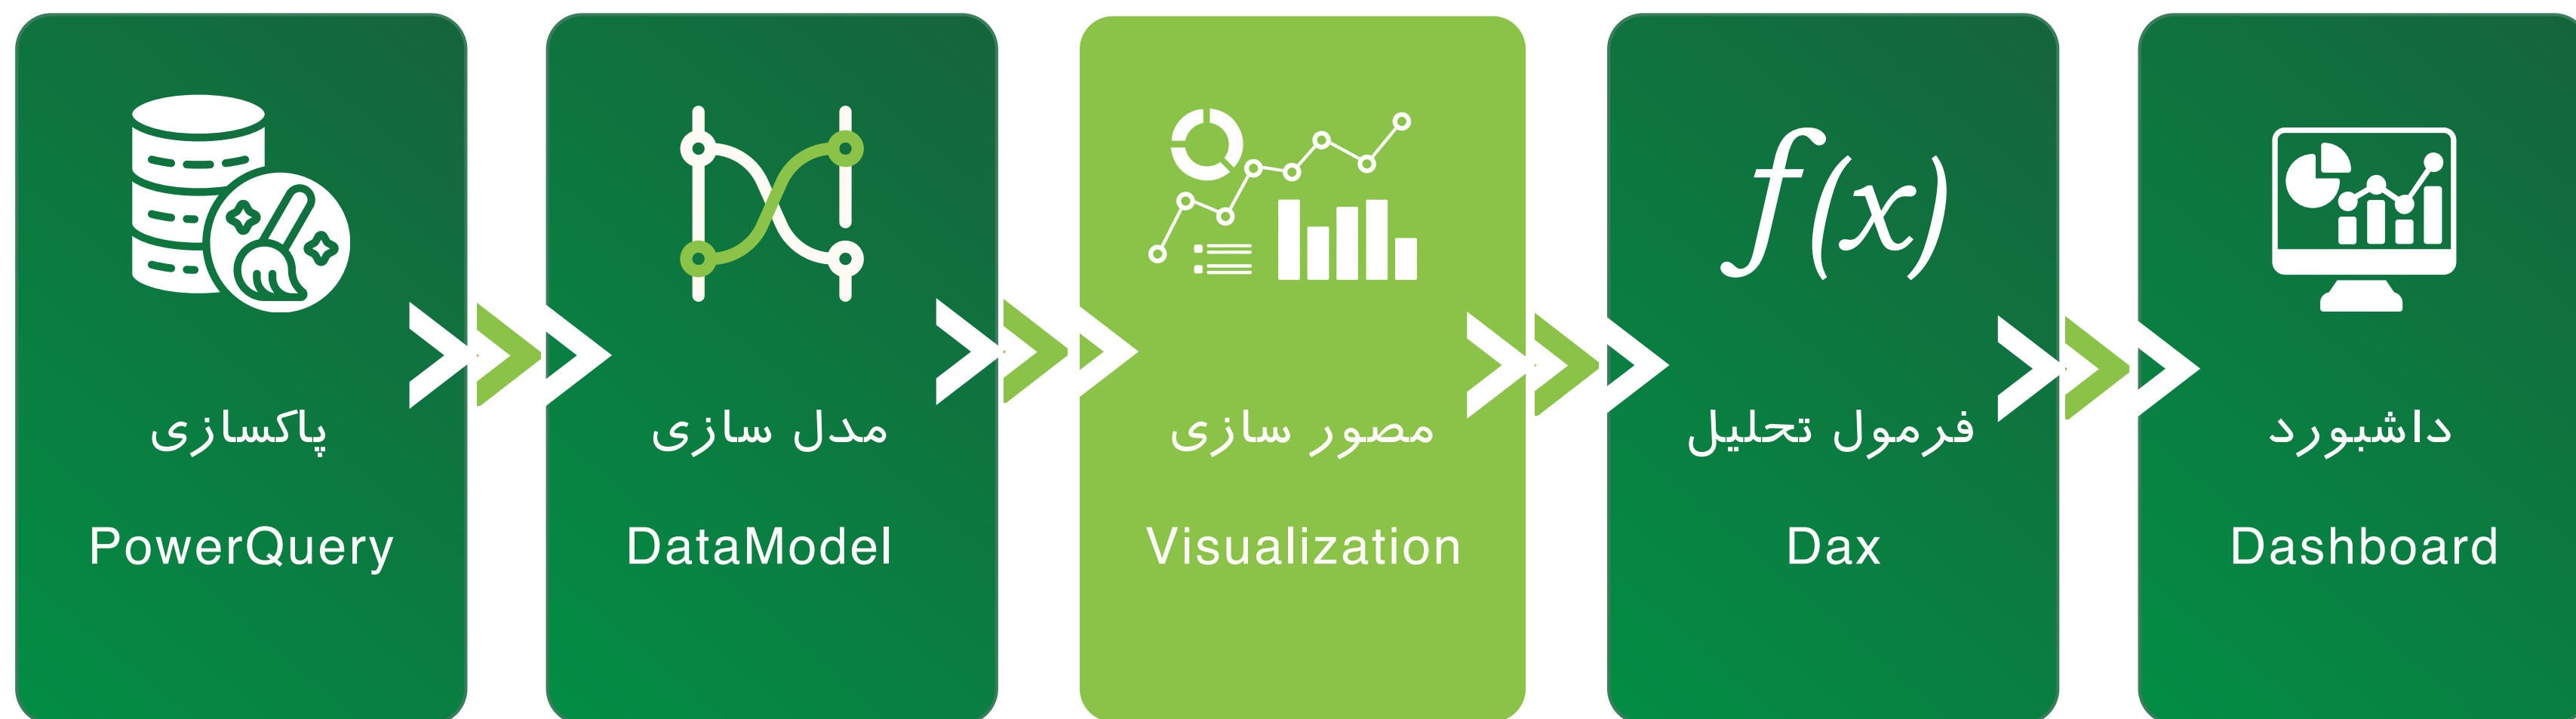 پاکسازی
PowerQuery
مدل سازی
DataModel
مصور سازی
Visualization
f(x)
فرمول تحلیل
Dax
داشبورد
Dashboard